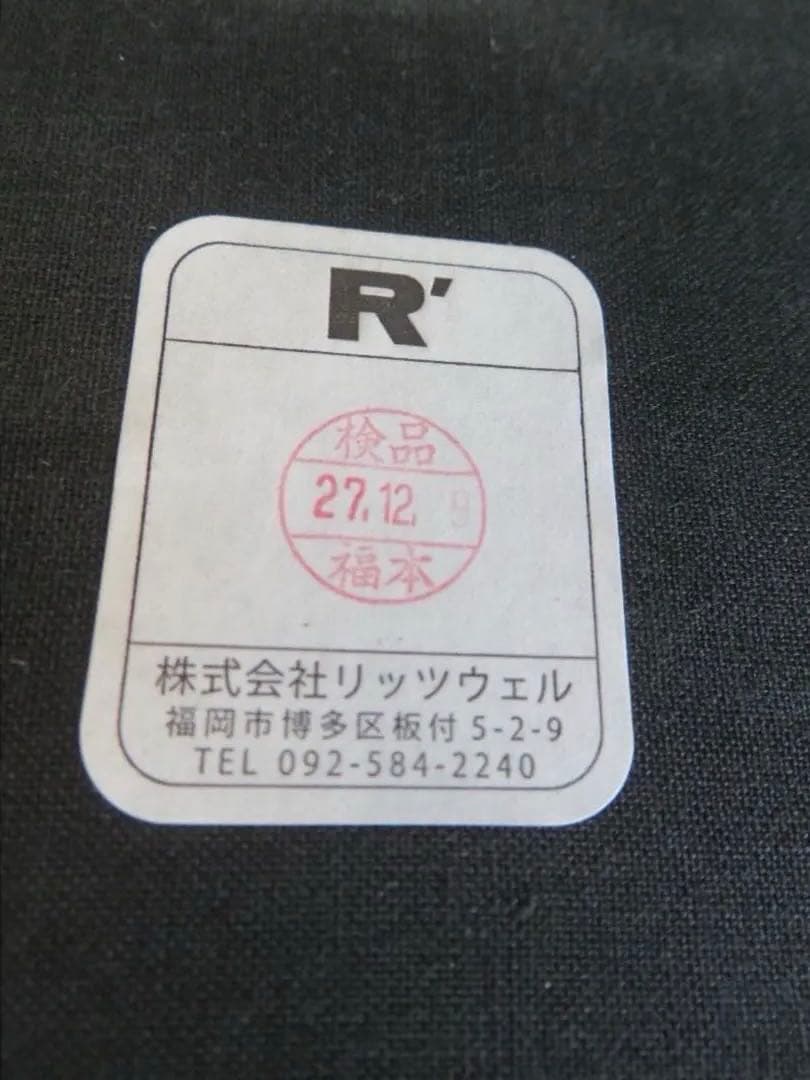 R'
検品
27.12.
福本
株式会社リッツウェル
福岡市博多区板付 5-2-9
TEL 092-584-2240